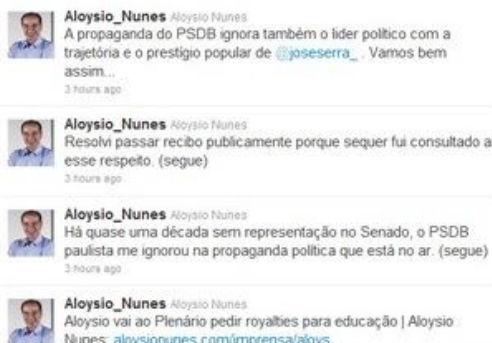 Aloysio_Nunes Aloysio Nunes
A propaganda do PSDB ignora também o lider político com a
trajetória e o prestígio popular de @joseserra_ . Vamos bem
assim...
3 hours ago
Aloysio_Nunes Aloysio Nunes
Resolvi passar recibo publicamente porque sequer fui consultado a
esse respeito. (segue)
3 hours ago
Aloysio_Nunes Aloysio Nunes
Há quase uma década sem representação no Senado, o PSDB
paulista me ignorou na propaganda política que está no ar. (segue)
3 hours ago
Aloysio_Nunes Aloysio Nunes
Aloysio vai ao Plenário pedir royalties para educação | Aloysio
Nunes: aloysionunes.com/imprensa/aloys